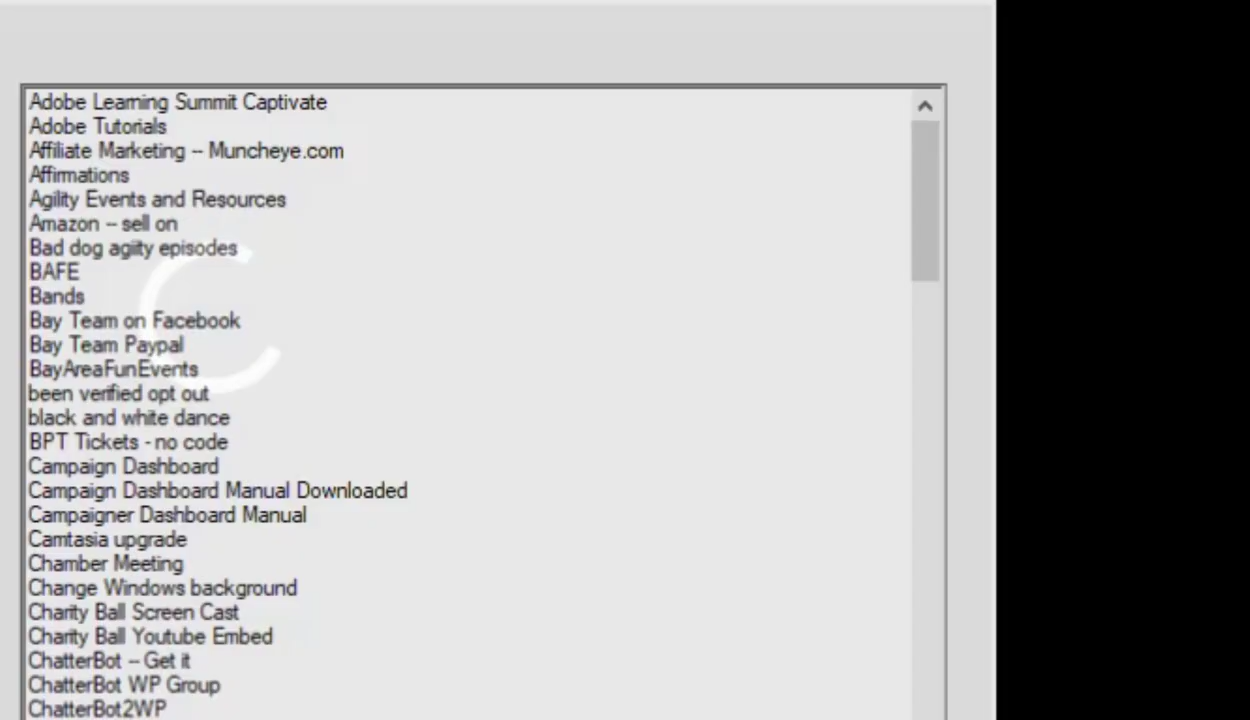 Adobe Learning Summit Captivate
Adobe Tutorials
Affiliate Marketing -- Muncheye.com
Affirmations
Agility Events and Resources
Amazon -- sell on
Bad dog agiity episodes
BAFE
Bands
Bay Team on Facebook
Bay Team Paypal
BayAreaFunEvents
been verified opt out
black and white dance
BPT Tickets - no code
Campaign Dashboard
Campaign Dashboard Manual Downloaded
Campaigner Dashboard Manual
Camtasia upgrade
Chamber Meeting
Change Windows background
Charity Ball Screen Cast
Charity Ball Youtube Embed
ChatterBot -- Get it
ChatterBot WP Group
ChatterBot2WP